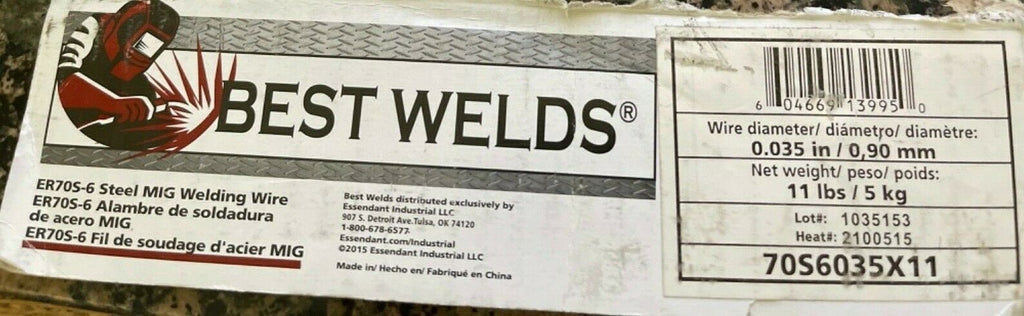 BEST WELDS®
ER70S-6 Steel MIG Welding Wire
ER70S-6 Alambre de soldadura
de acero MIG
ER70S-6 Fil de soudage d'acier MIG
Best Welds distributed exclusively by
Essendant Industrial LLC
907 S. Detroit Ave.Tulsa, OK 74120
1-800-678-6577
Essendant.com/Industrial
©2015 Essendant Industrial LLC
Made in/ Hecho en/ Fabriqué en China
6 04669 13995 0
Wire diameter/ diámetro/ diamètre:
0.035 in / 0,90 mm
Net weight/ peso/ poids:
11 lbs / 5 kg
Lot#: 1035153
Heat#: 2100515
70S6035X11